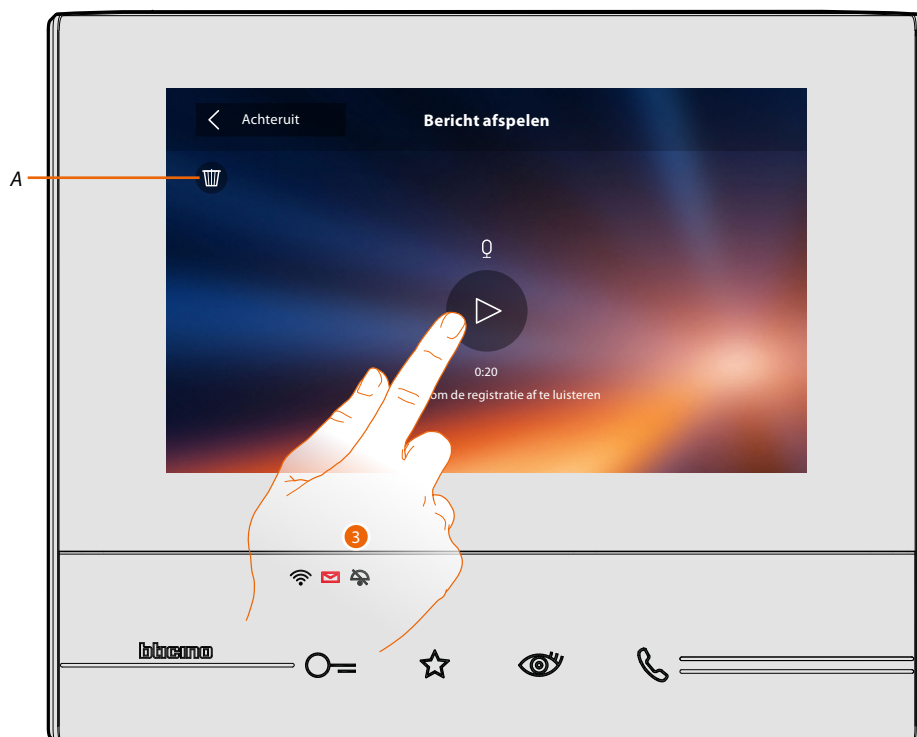 Achteruit
Bericht afspelen
A
0:20
om de registratie af te luisteren
3
bticino